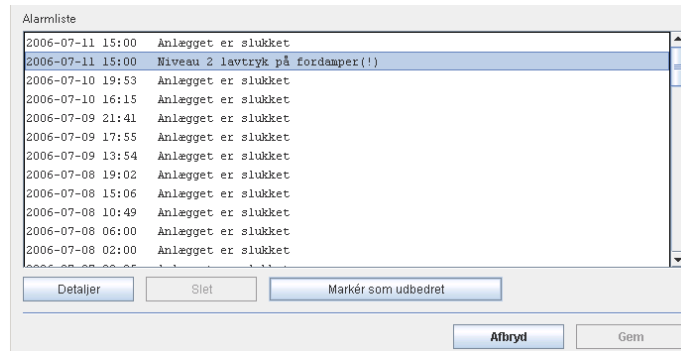 Alarmliste
2006-07-11 15:00 Anlægget er slukket
2006-07-11 15:00 Niveau 2 lavtryk på fordamper(!)
2006-07-10 19:53 Anlægget er slukket
2006-07-10 16:15 Anlægget er slukket
2006-07-09 21:41 Anlægget er slukket
2006-07-09 17:55 Anlægget er slukket
2006-07-09 13:54 Anlægget er slukket
2006-07-08 19:02 Anlægget er slukket
2006-07-08 15:06 Anlægget er slukket
2006-07-08 10:49 Anlægget er slukket
2006-07-08 06:00 Anlægget er slukket
2006-07-08 02:00 Anlægget er slukket
Detaljer Slet Markér som udbedret
Afbryd Gem